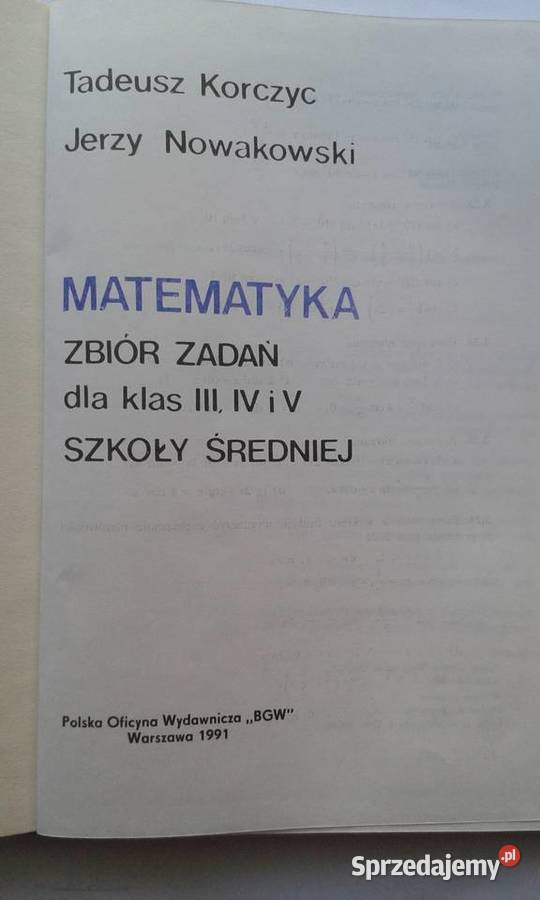 Tadeusz Korczyc
Jerzy Nowakowski
MATEMATYKA
ZBIÓR ZADAŃ
dla klas III, IV i V
SZKOŁY ŚREDNIEJ
Polska Oficyna Wydawnicza „BGW"
Warszawa 1991
Sprzedajemy.pl